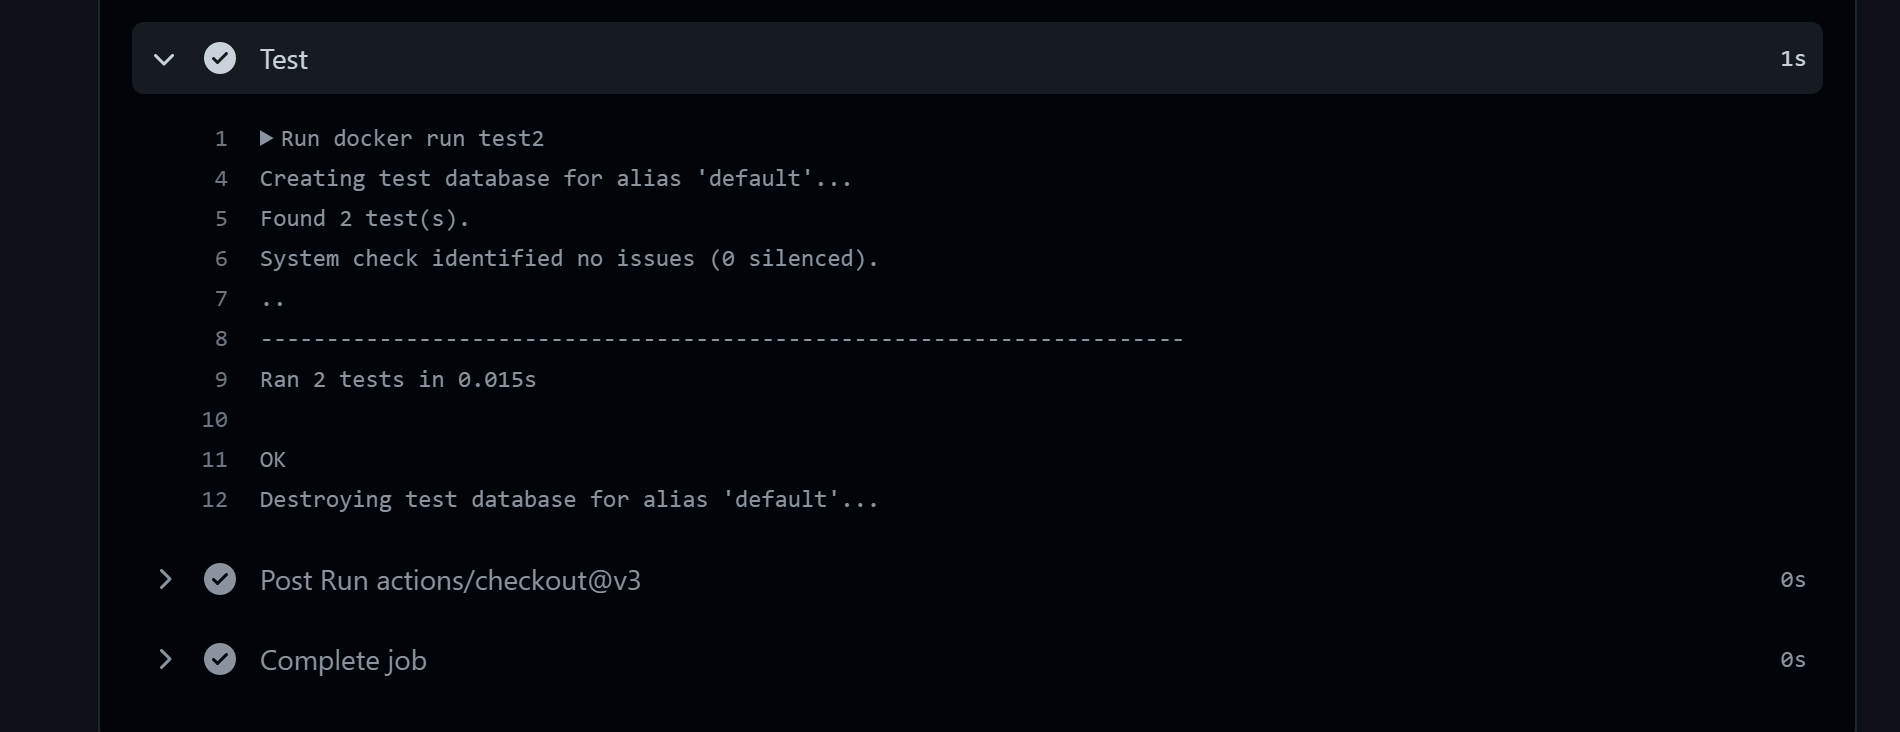 Test 1s
1 Run docker run test2
4 Creating test database for alias 'default'...
5 Found 2 test(s).
6 System check identified no issues (0 silenced).
7 ..
8 ----------------------------------------------------------------------
9 Ran 2 tests in 0.015s
10
11 OK
12 Destroying test database for alias 'default'...
Post Run actions/checkout@v3 0s
Complete job 0s